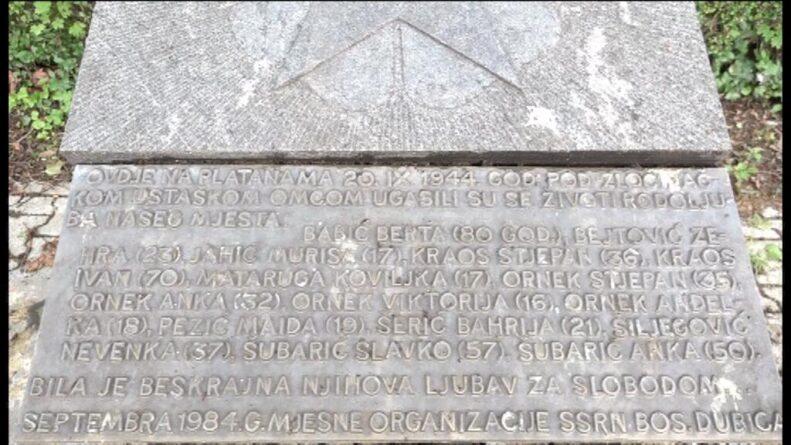 OVDJE NA PLATANAMA 20. IX 1944. GOD. POD ZLOČINAČ
KOM USTAŠKOM OMČOM UGASILI SU SE ŽIVOTI RODOLJU
BA NAŠEG MJESTA.
BABIĆ BERTA (80 GOD.), BEJTOVIĆ ZE-
HRA (23), JAHIĆ MURISA (17), KRAOS STJEPAN (36), KRAOS
IVAN (70), MATARUGA KOVILJKA (17), ORNEK STJEPAN (35),
ORNEK ANKA (32), ORNEK VIKTORIJA (16), ORNEK ANĐEL-
KA (18), PEZIĆ MAIDA (19), SERIĆ BAHRIJA (21), SILJEGOVIĆ
NEVENKA (37), SUBARIĆ SLAVKO (57), SUBARIĆ ANKA (50).
BILA JE BESKRAJNA NJIHOVA LJUBAV ZA SLOBODOM.
SEPTEMBRA 1984. G. MJESNE ORGANIZACIJE SSRN. BOS. DUBICA